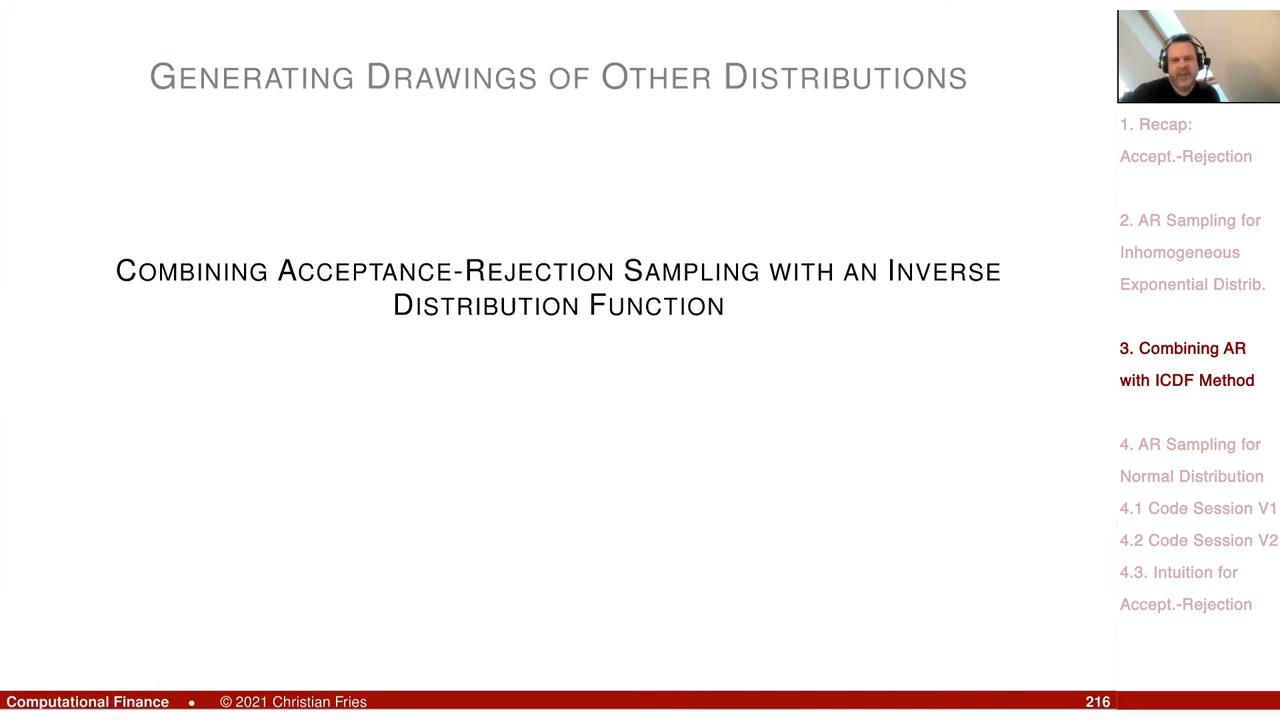 GENERATING DRAWINGS OF OTHER DISTRIBUTIONS
COMBINING ACCEPTANCE-REJECTION SAMPLING WITH AN INVERSE
DISTRIBUTION FUNCTION
1. Recap:
Accept.-Rejection
2. AR Sampling for
Inhomogeneous
Exponential Distrib.
3. Combining AR
with ICDF Method
4. AR Sampling for
Normal Distribution
4.1 Code Session V1
4.2 Code Session V2
4.3. Intuition for
Accept.-Rejection
Computational Finance • © 2021 Christian Fries 216